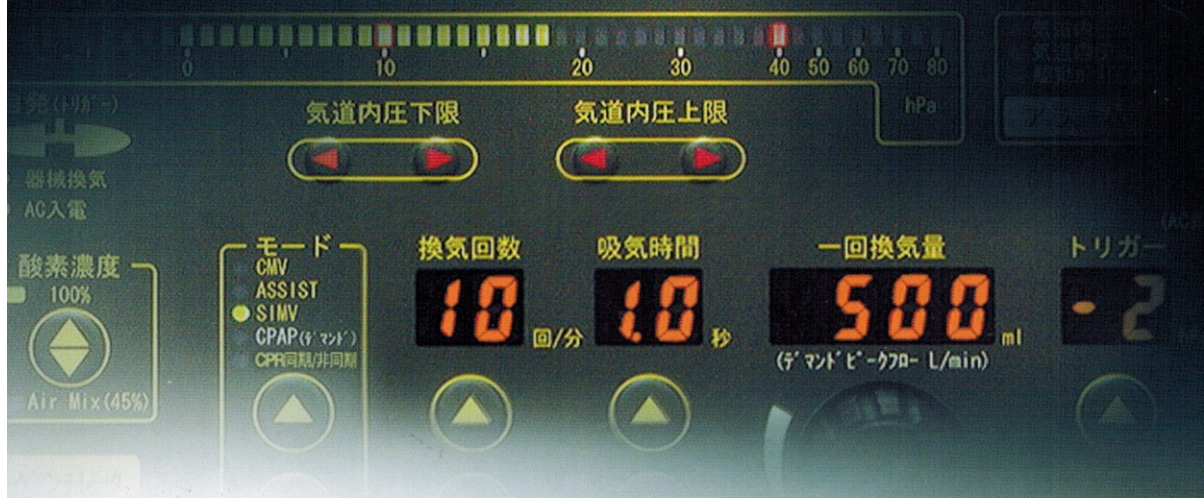 0 10 20 30 40 50 60 70 80
hPa
気道内圧下限
気道内圧上限
器械換気
AC入電
酸素濃度
100%
Air Mix(45%)
モード
CMV
ASSIST
SIMV
CPAP(ﾃﾞﾏﾝﾄﾞ)
CPR同期/非同期
換気回数
10
回/分
吸気時間
1.0
秒
一回換気量
500
ml
(ﾃﾞﾏﾝﾄﾞﾋﾟｰｸﾌﾛｰ L/min)
トリガー
-2